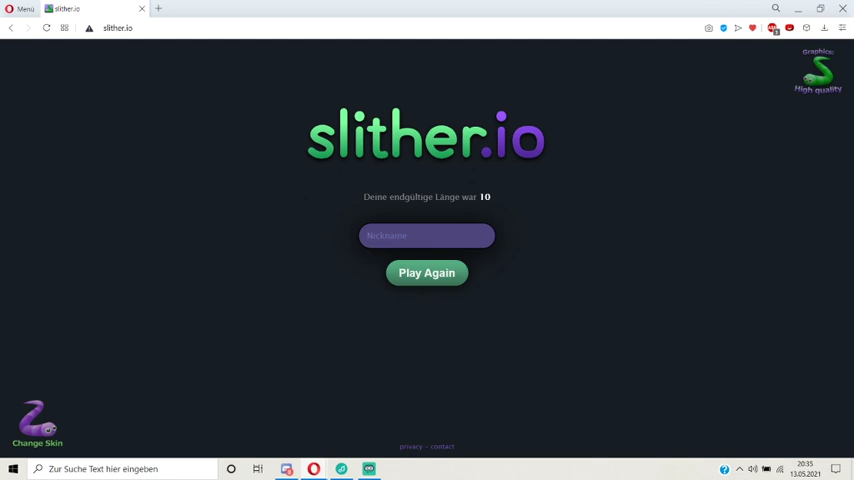 Menü
slither.io
slither.io
Graphics:
High quality
slither.io
Deine endgültige Länge war 10
Nickname
Play Again
Change Skin
privacy - contact
Zur Suche Text hier eingeben
20:35
13.05.2021